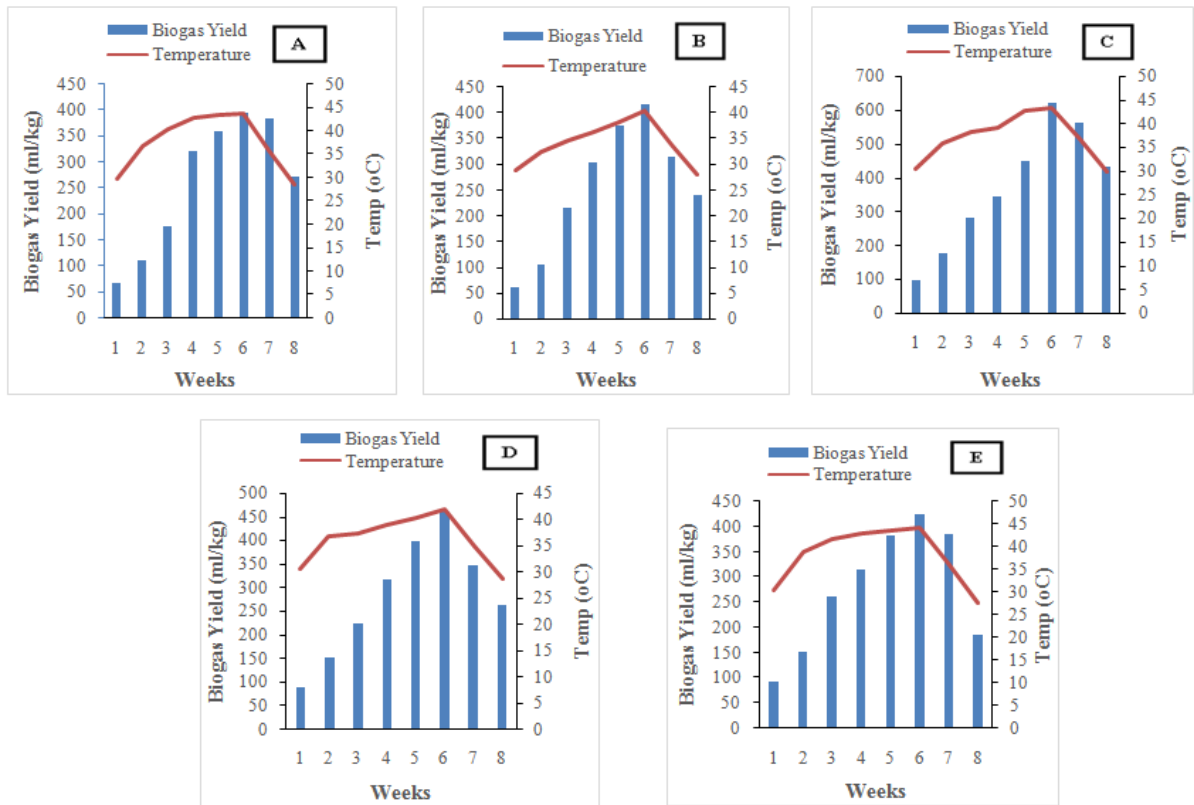 Biogas Yield
Temperature
A
Biogas Yield (ml/kg)
450
400
350
300
250
200
150
100
50
0
50
45
40
35
30
25
20
15
10
5
0
Temp (oC)
1 2 3 4 5 6 7 8
Weeks
Biogas Yield
Temperature
B
Biogas Yield (ml/kg)
450
400
350
300
250
200
150
100
50
0
45
40
35
30
25
20
15
10
5
0
Temp (oC)
1 2 3 4 5 6 7 8
Weeks
Biogas Yield
Temperature
C
Biogas Yield (ml/kg)
700
600
500
400
300
200
100
0
50
45
40
35
30
25
20
15
10
5
0
Temp (oC)
1 2 3 4 5 6 7 8
Weeks
Biogas Yield
Temperature
D
Biogas Yield (ml/kg)
500
450
400
350
300
250
200
150
100
50
0
45
40
35
30
25
20
15
10
5
0
Temp (oC)
1 2 3 4 5 6 7 8
Weeks
Biogas Yield
Temperature
E
Biogas Yield (ml/kg)
450
400
350
300
250
200
150
100
50
0
50
45
40
35
30
25
20
15
10
5
0
Temp (oC)
1 2 3 4 5 6 7 8
Weeks